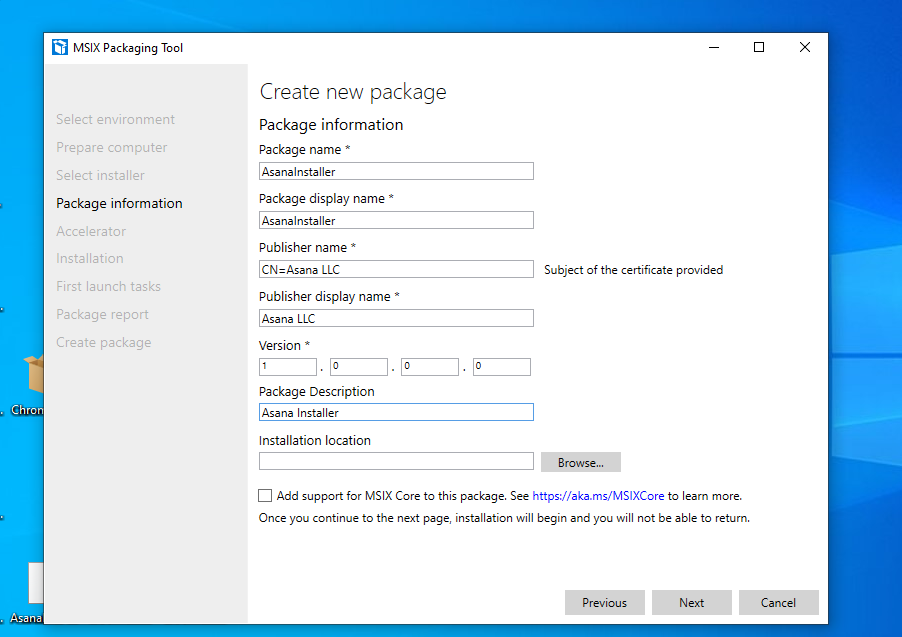 MSIX Packaging Tool
Select environment
Prepare computer
Select installer
Package information
Accelerator
Installation
First launch tasks
Package report
Create package
Create new package
Package information
Package name *
AsanaInstaller
Package display name *
AsanaInstaller
Publisher name *
CN=Asana LLC
Subject of the certificate provided
Publisher display name *
Asana LLC
Version *
1 . 0 . 0 . 0
Package Description
Asana Installer
Installation location
Browse...
Add support for MSIX Core to this package. See https://aka.ms/MSIXCore to learn more.
Once you continue to the next page, installation will begin and you will not be able to return.
Previous Next Cancel
Chron
Asana